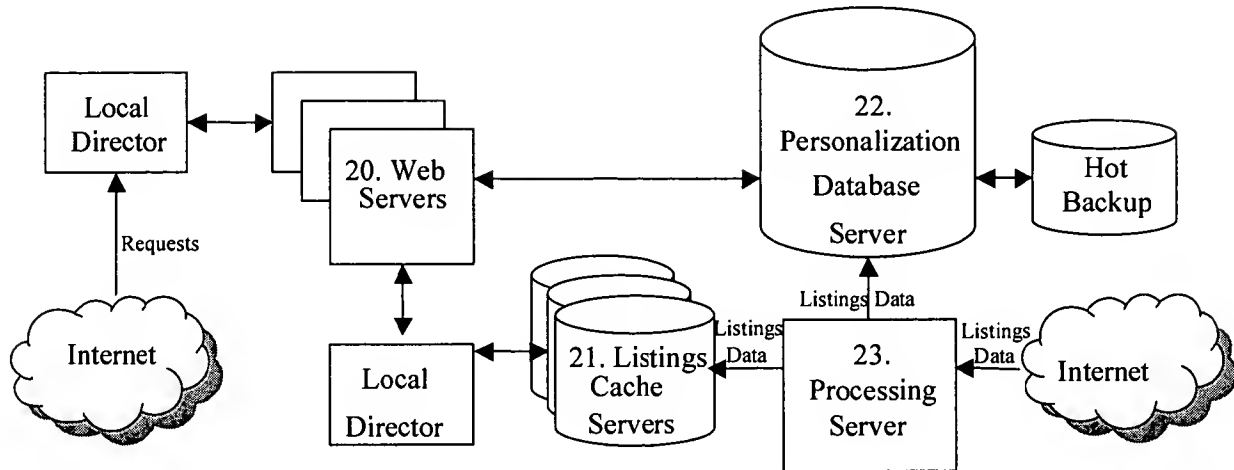 Local
Director
20. Web
Servers
22.
Personalization
Database
Server
Hot
Backup
Requests
Internet
Local
Director
21. Listings
Cache
Servers
Listings
Data
Listings Data
23.
Processing
Server
Listings
Data
Internet